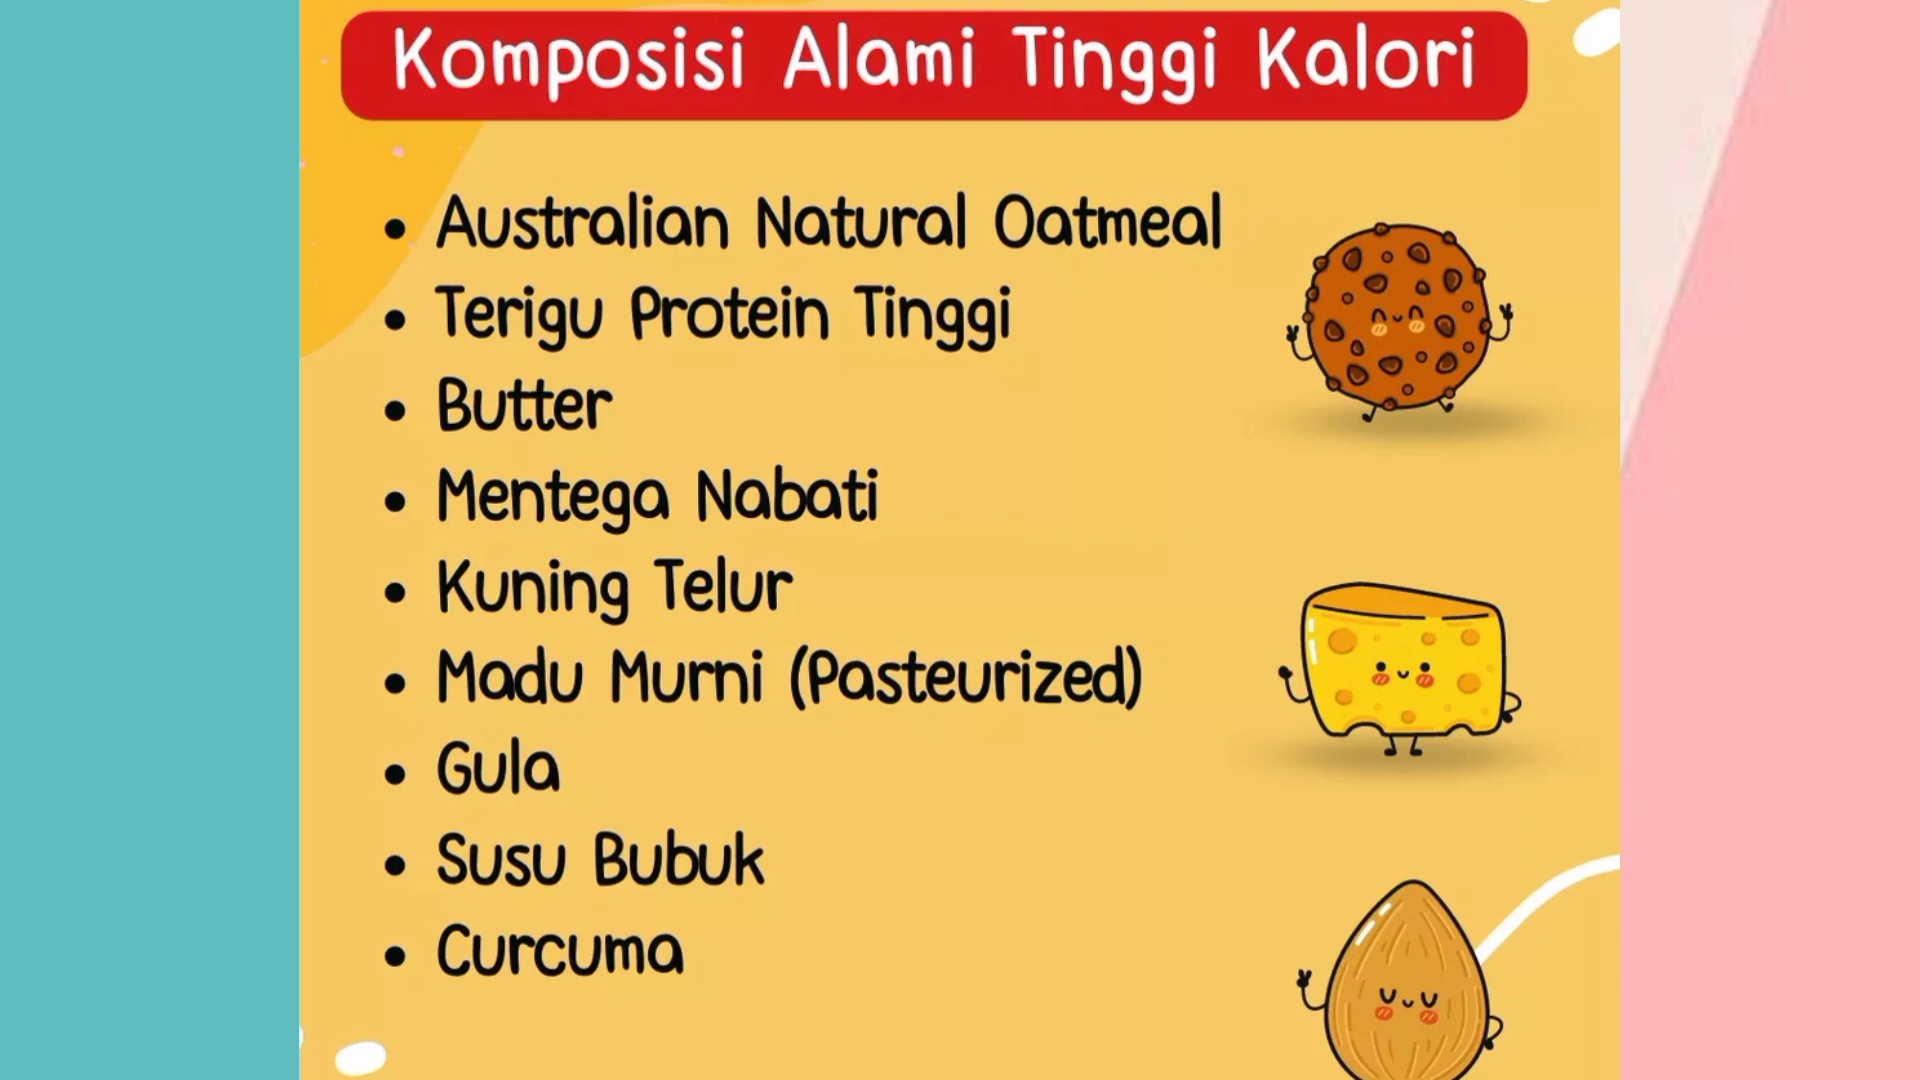 Komposisi Alami Tinggi Kalori
• Australian Natural Oatmeal
• Terigu Protein Tinggi
• Butter
• Mentega Nabati
• Kuning Telur
• Madu Murni (Pasteurized)
• Gula
• Susu Bubuk
• Curcuma